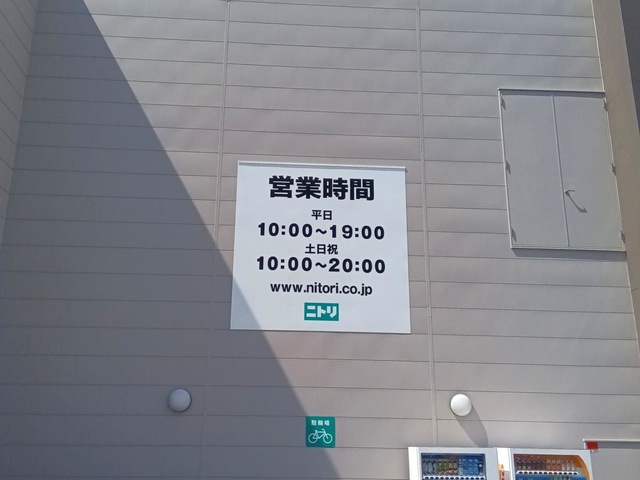 営業時間
平日
10:00~19:00
土日祝
10:00~20:00
www.nitori.co.jp
ニトリ
駐輪場